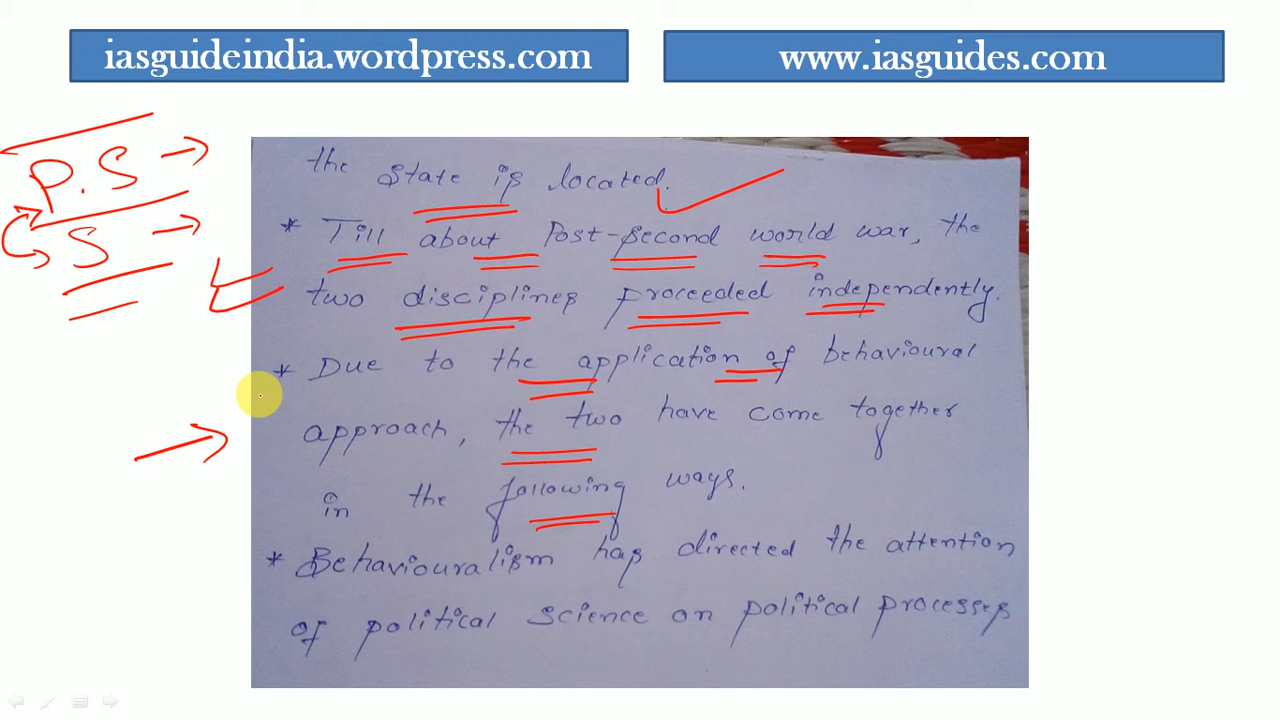 iasguideindia.wordpress.com
www.iasguides.com
P.S
S
the State is located.
* Till about Post-Second world war, the
two disciplines proceeded independently.
* Due to the application of behavioural
approach, the two have come together
in the following ways.
* Behaviouralism has directed the attention
of political science on political processes